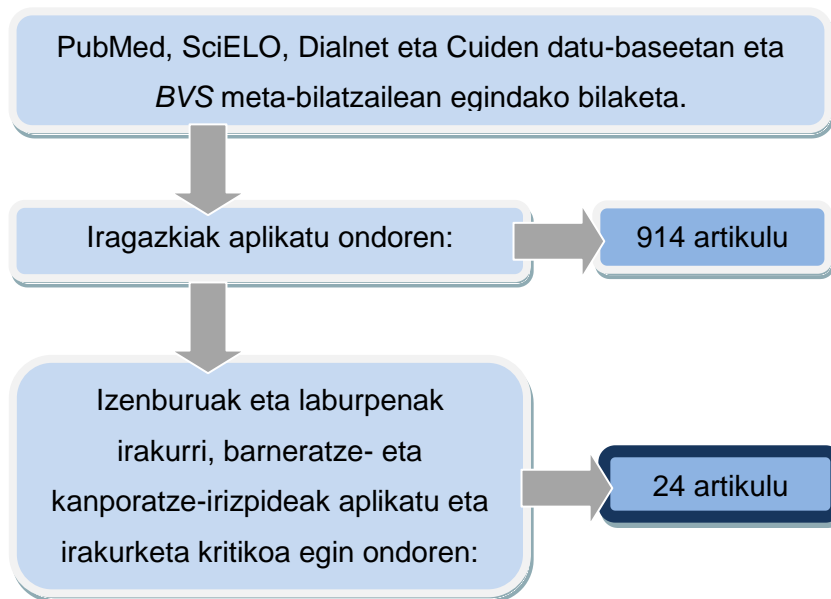 PubMed, SciELO, Dialnet eta Cuiden datu-baseetan eta
BVS meta-bilatzailean egindako bilaketa.
Iragazkiak aplikatu ondoren:
914 artikulu
Izenburuak eta laburpenak
irakurri, barneratze- eta
kanporatze-irizpideak aplikatu eta
irakurketa kritikoa egin ondoren:
24 artikulu